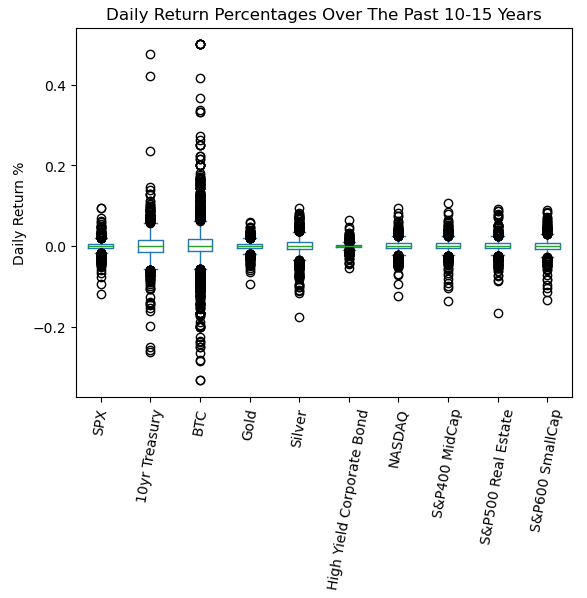 Daily Return Percentages Over The Past 10-15 Years
Daily Return %
0.4
0.2
0.0
−0.2
SPX
10yr Treasury
BTC
Gold
Silver
High Yield Corporate Bond
NASDAQ
S&P400 MidCap
S&P500 Real Estate
S&P600 SmallCap